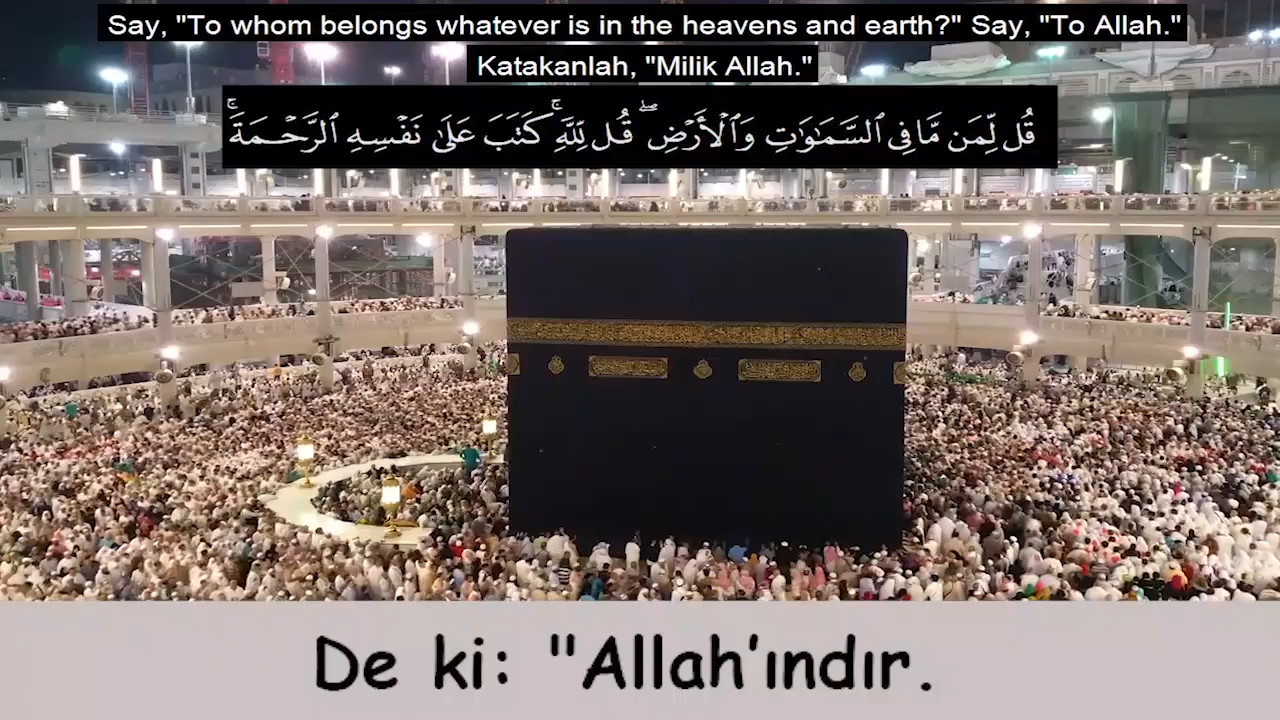 Say, "To whom belongs whatever is in the heavens and earth?" Say, "To Allah."
Katakanlah, "Milik Allah."
قُل لِّمَن مَّا فِى ٱلسَّمَـٰوَٰتِ وَٱلْأَرْضِ ۖ قُل لِّلَّهِ ۚ كَتَبَ عَلَىٰ نَفْسِهِ ٱلرَّحْمَةَ ۚ
De ki: "Allah’ındır.